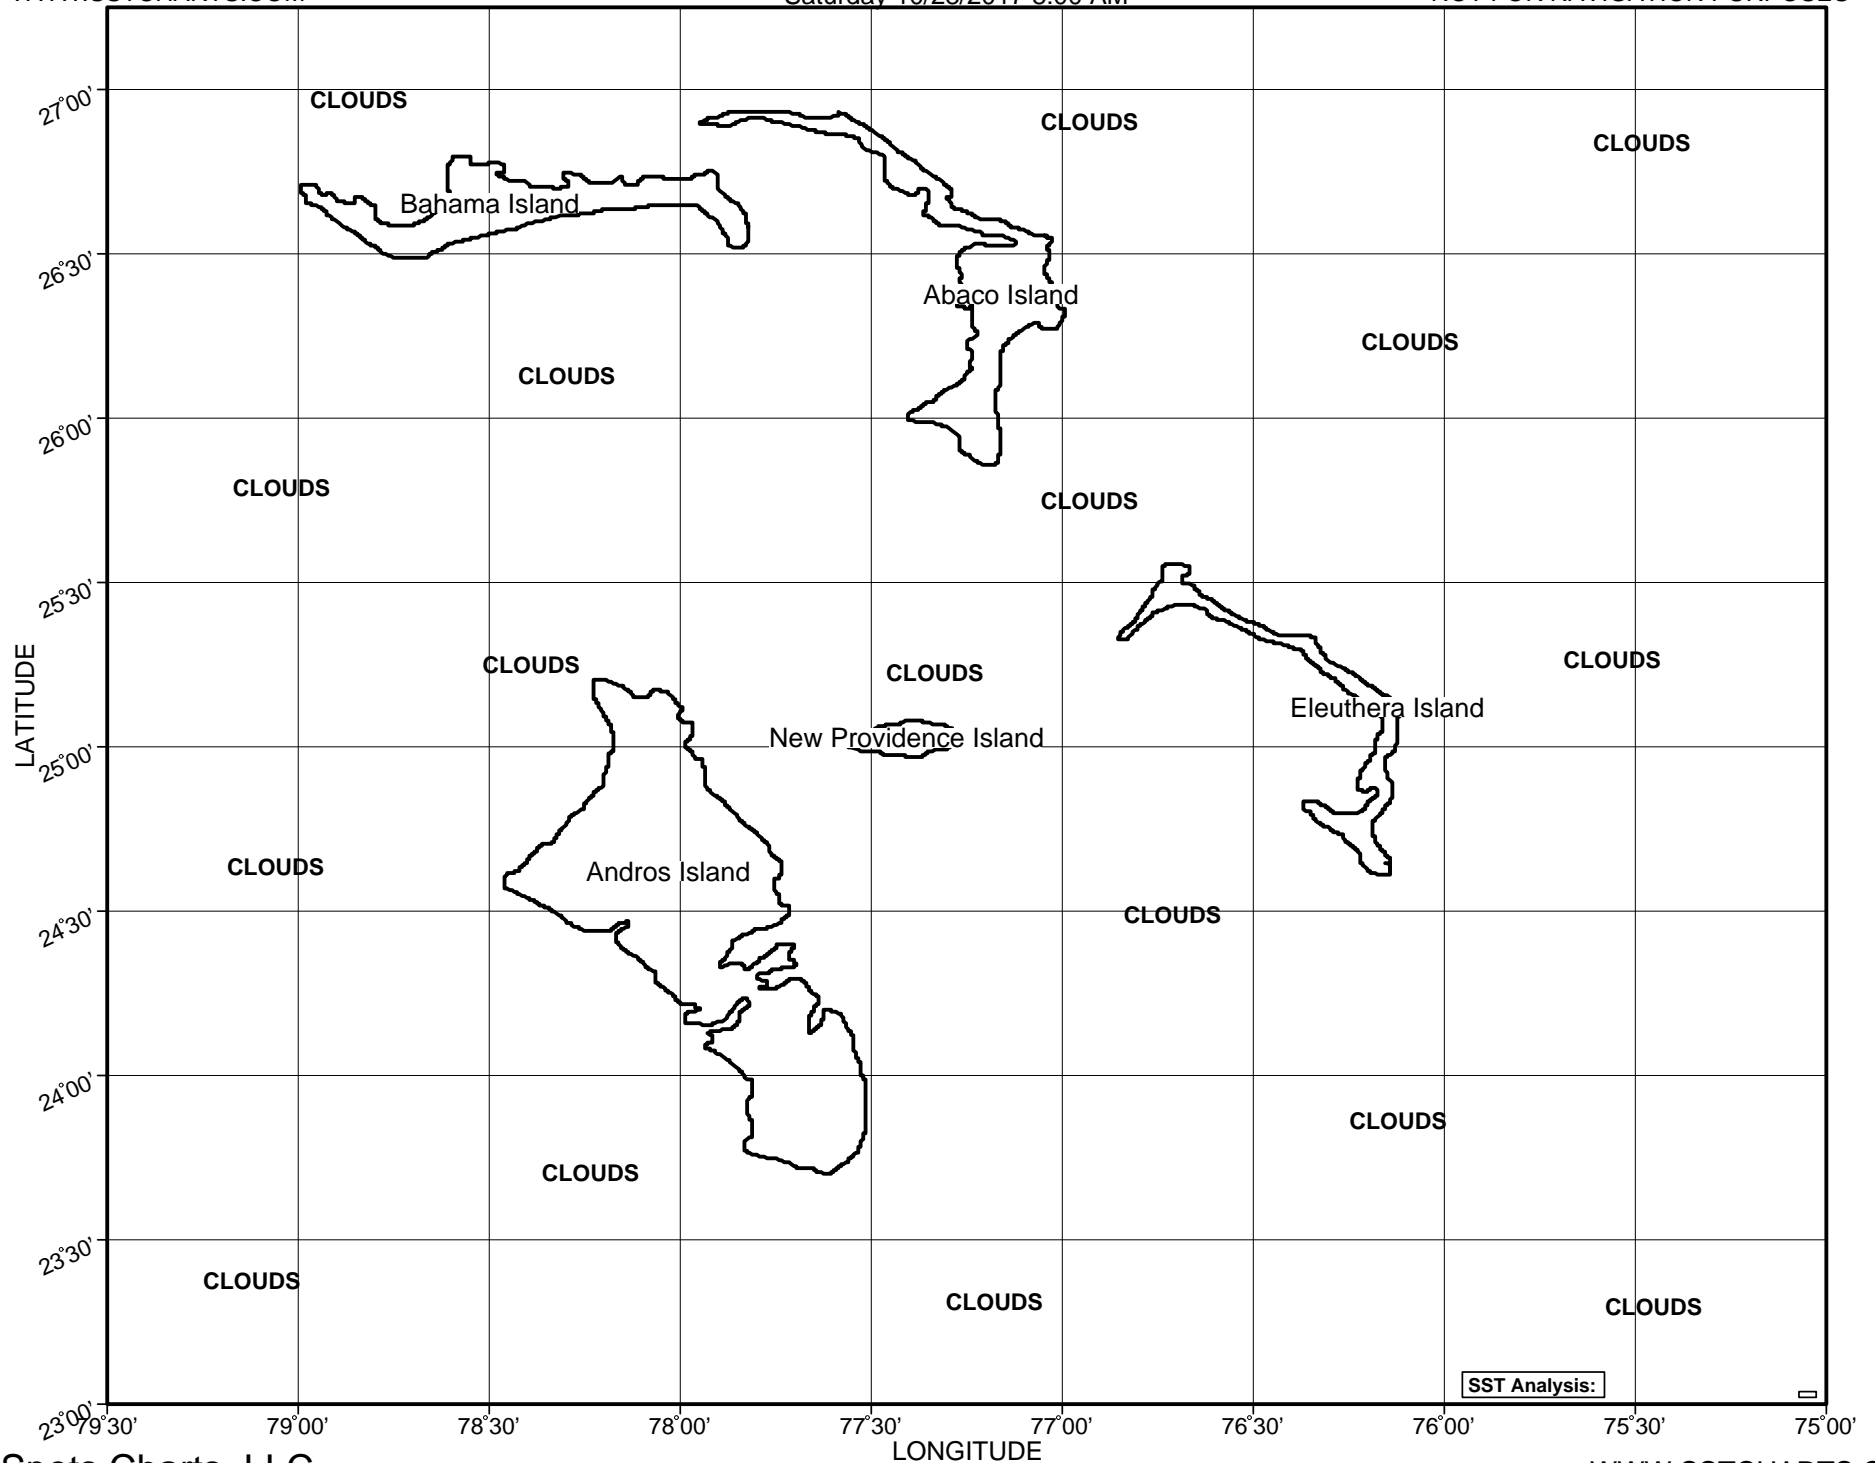 Saturday 10/28/2017
27°00'
CLOUDS
CLOUDS
CLOUDS
Bahama Island
26°30'
Abaco Island
CLOUDS
CLOUDS
26°00'
CLOUDS
CLOUDS
25°30'
LATITUDE
CLOUDS
CLOUDS
CLOUDS
Eleuthera Island
New Providence Island
25°00'
CLOUDS
Andros Island
24°30'
CLOUDS
24°00'
CLOUDS
CLOUDS
23°30'
CLOUDS
CLOUDS
CLOUDS
SST Analysis:
23°00'
79°30' 79°00' 78°30' 78°00' 77°30' 77°00' 76°30' 76°00' 75°30' 75°00'
LONGITUDE
Charts, LLC